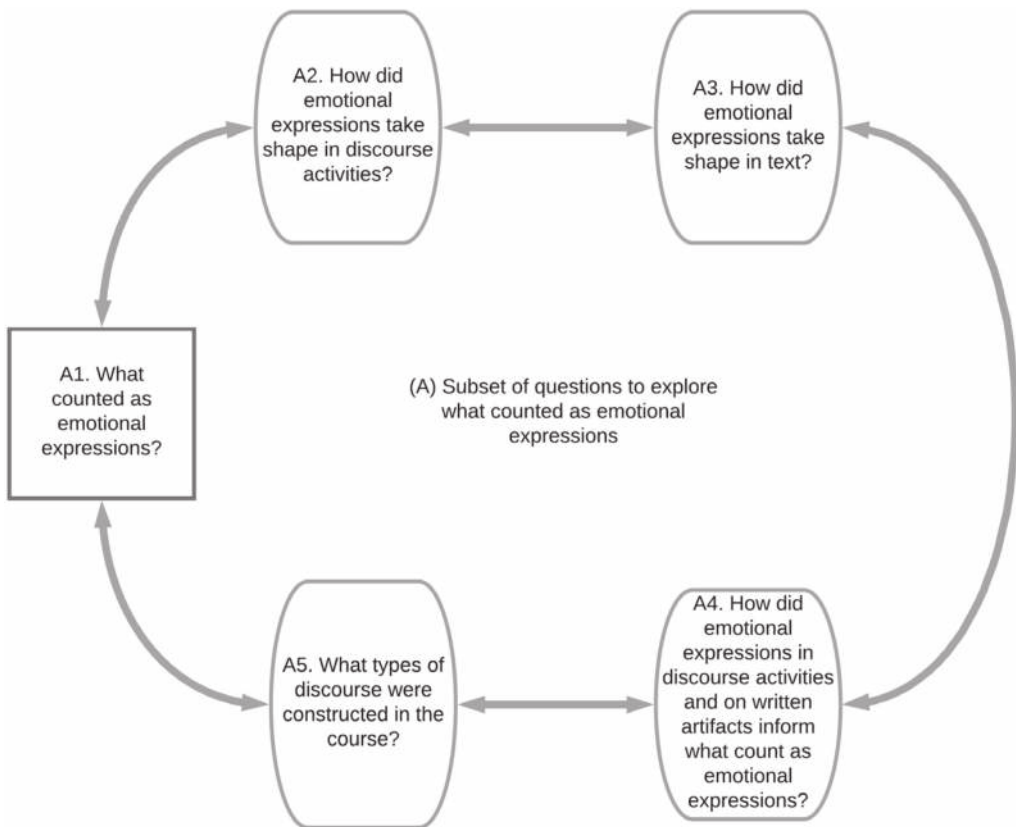 A2. How did
emotional
expressions take
shape in discourse
activities?
A3. How did
emotional
expressions take
shape in text?
A1. What
counted as
emotional
expressions?
(A) Subset of questions to explore
what counted as emotional
expressions
A5. What types of
discourse were
constructed in the
course?
A4. How did
emotional
expressions in
discourse activities
and on written
artifacts inform
what count as
emotional
expressions?